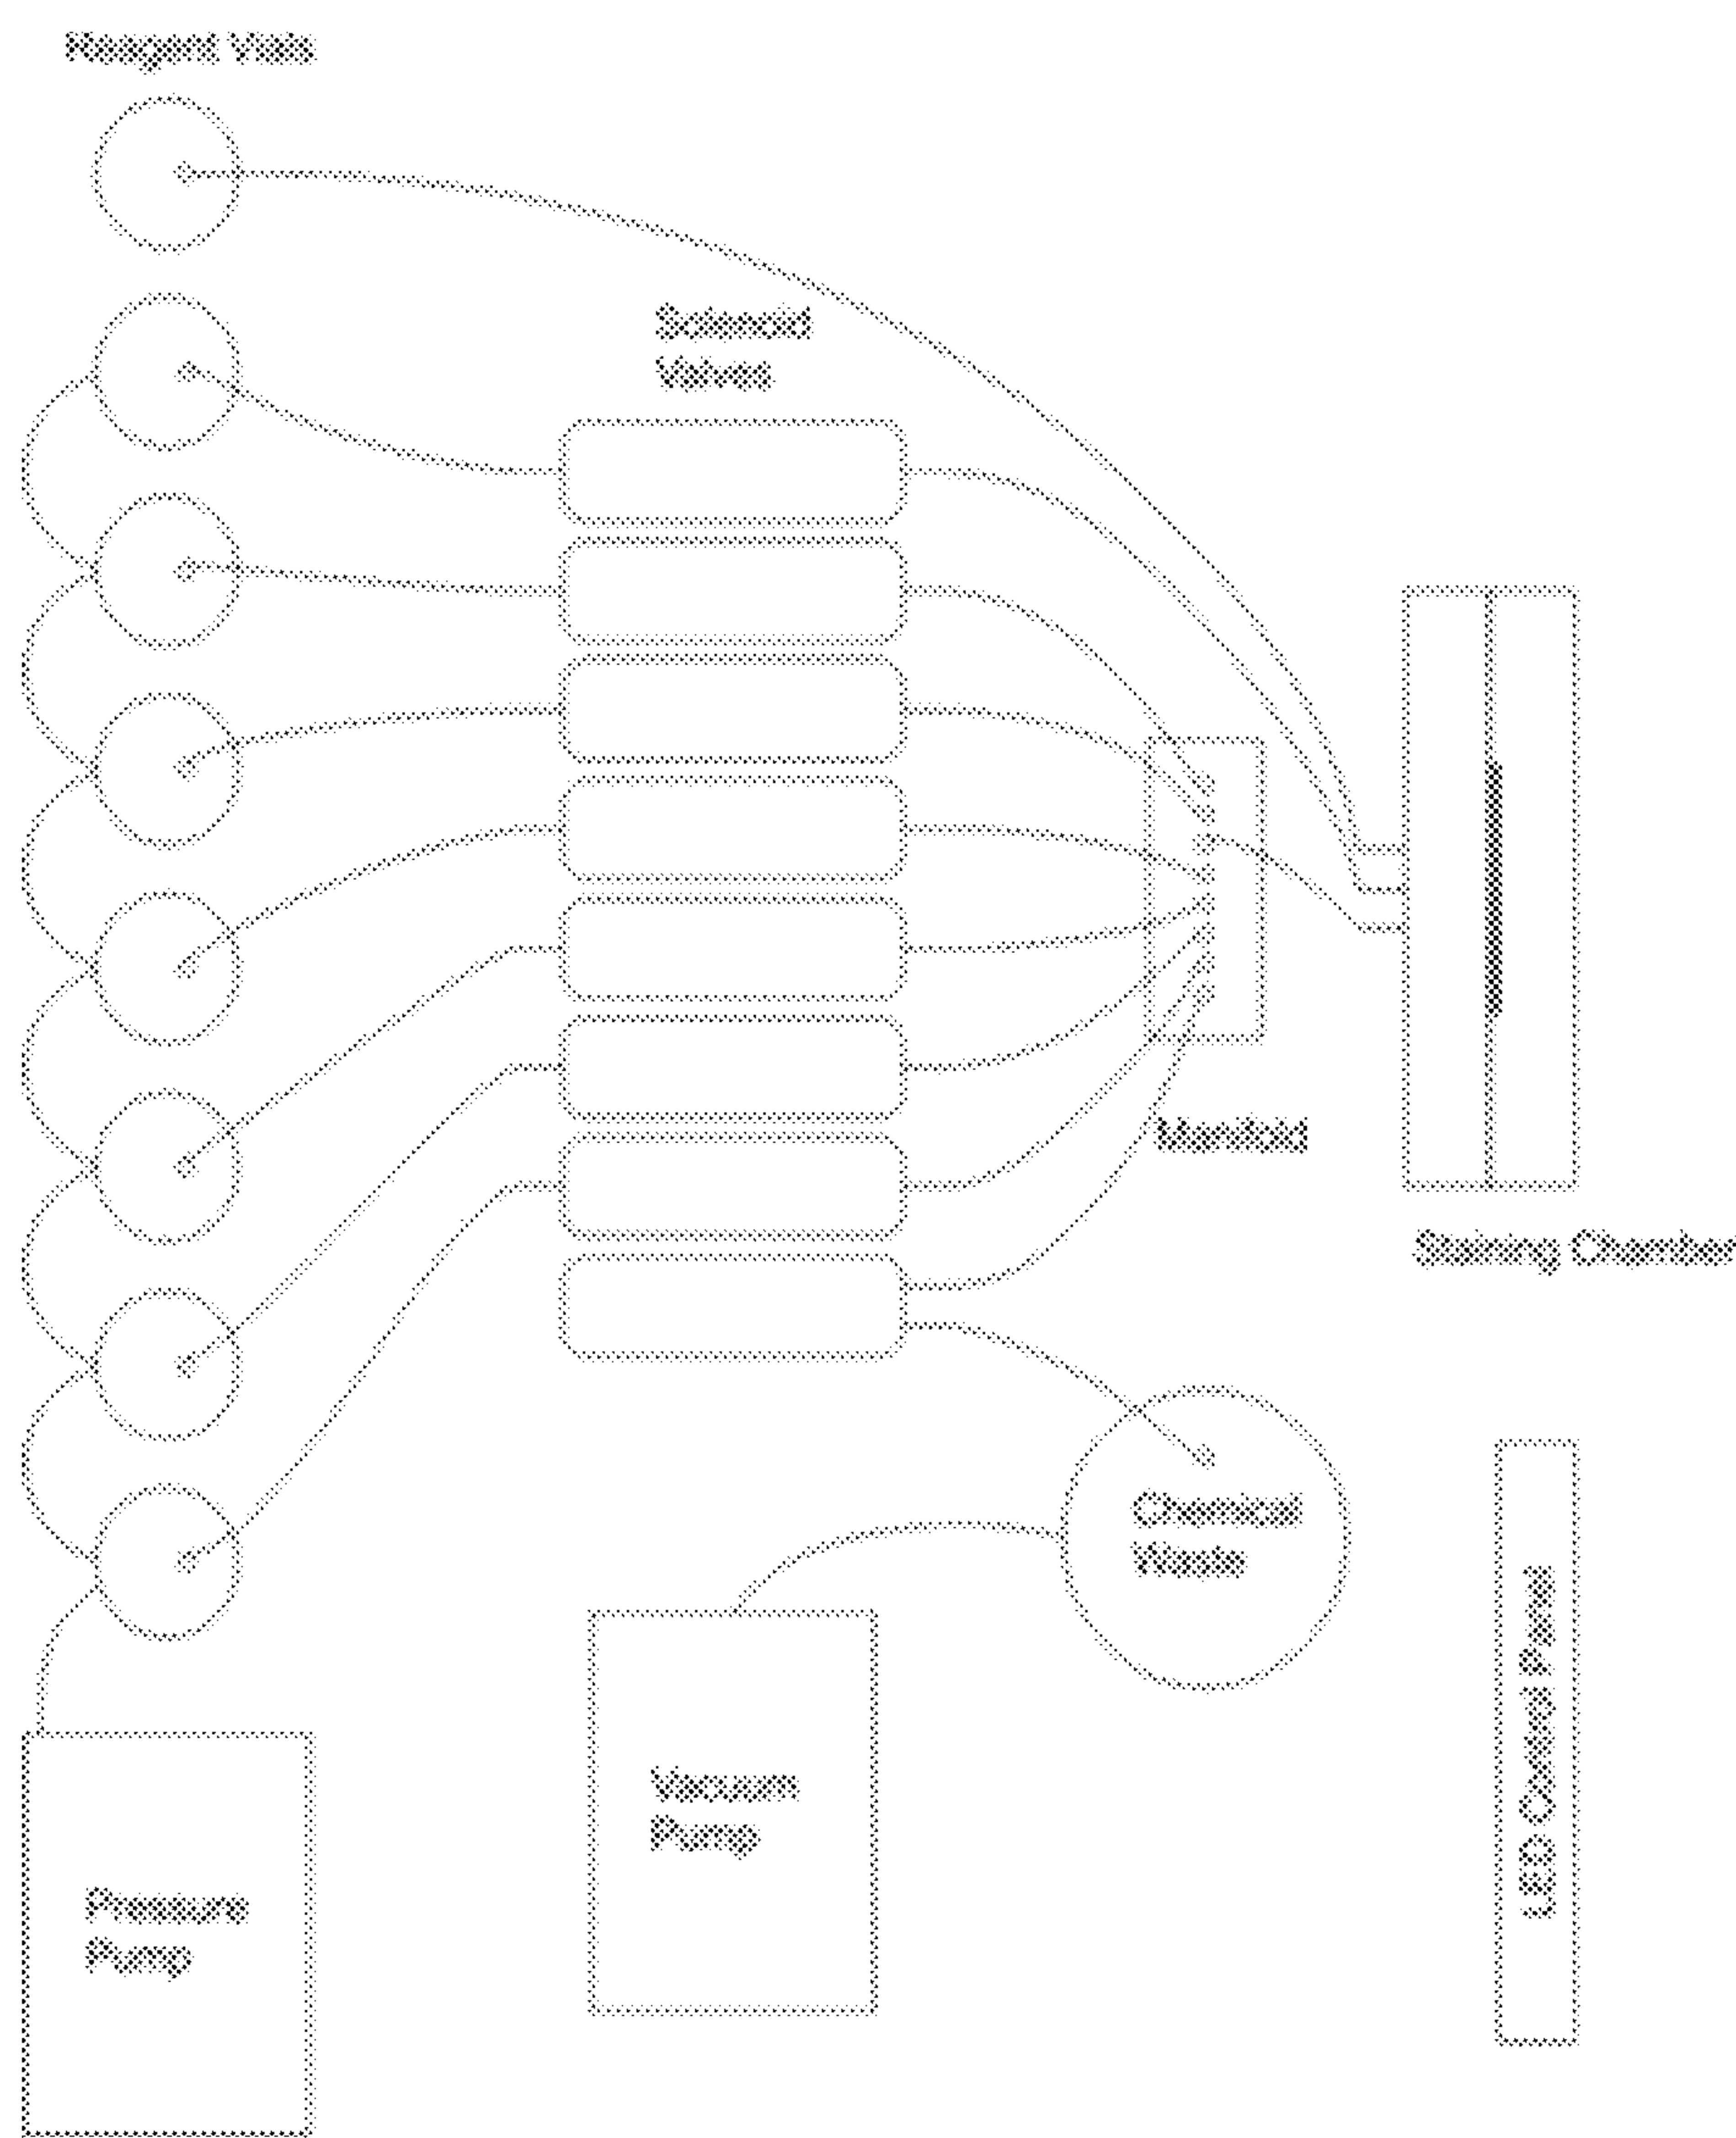 Reagent Vials
Solenoid
Valves
Manifold
Staining Chamber
Chemical
Waste
LED Control Panel
Vacuum
Pump
Pressure
Pump